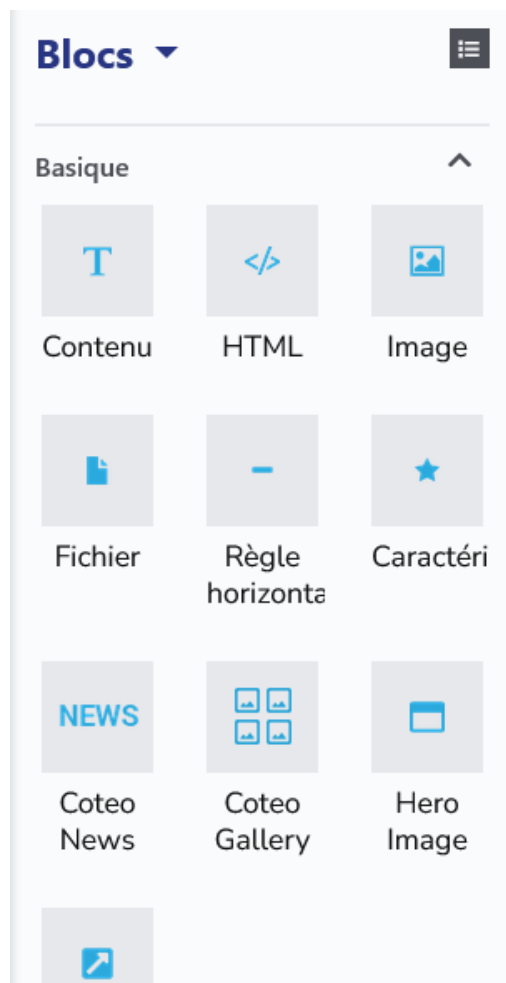 Blocs
Basique
Contenu
HTML
Image
Fichier
Règle
horizonta
Caractéri
NEWS
Coteo
News
Coteo
Gallery
Hero
Image